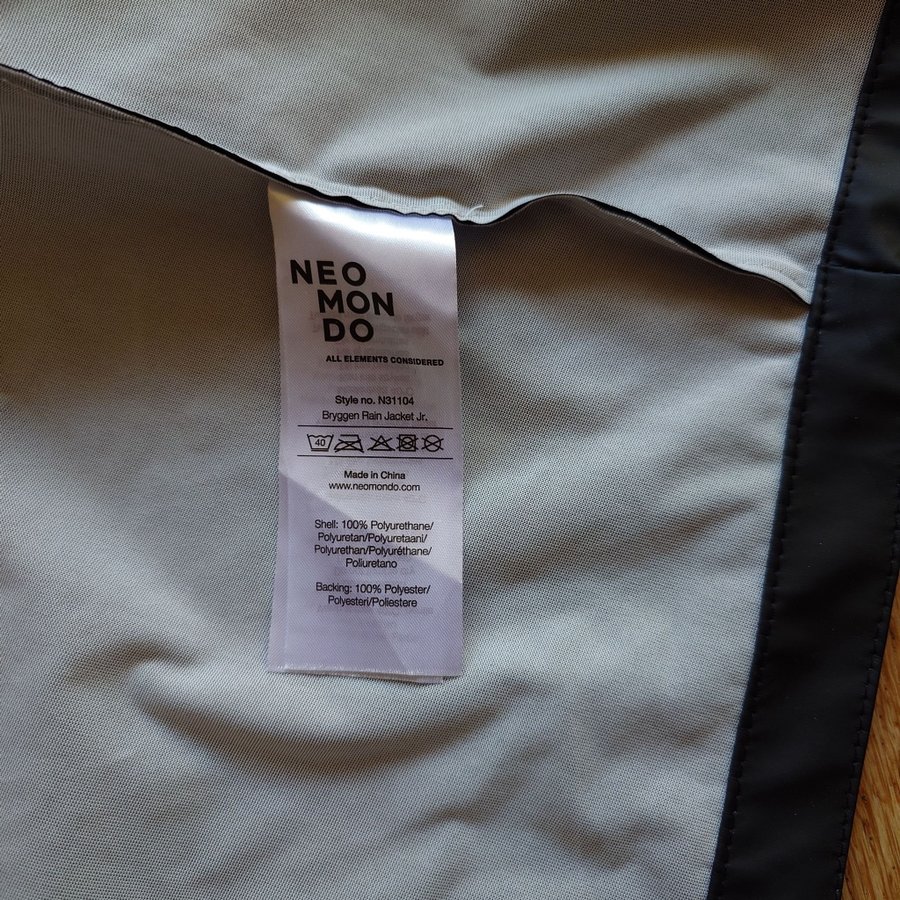 NEO
MON
DO
ALL ELEMENTS CONSIDERED
Style no. N31104
Bryggen Rain Jacket Jr.
40
Made in China
www.neomondo.com
Shell: 100% Polyurethane/
Polyuretan/Polyuretaani/
Polyurethan/Polyuréthane/
Poliuretano
Backing: 100% Polyester/
Polyesteri/Poliestere